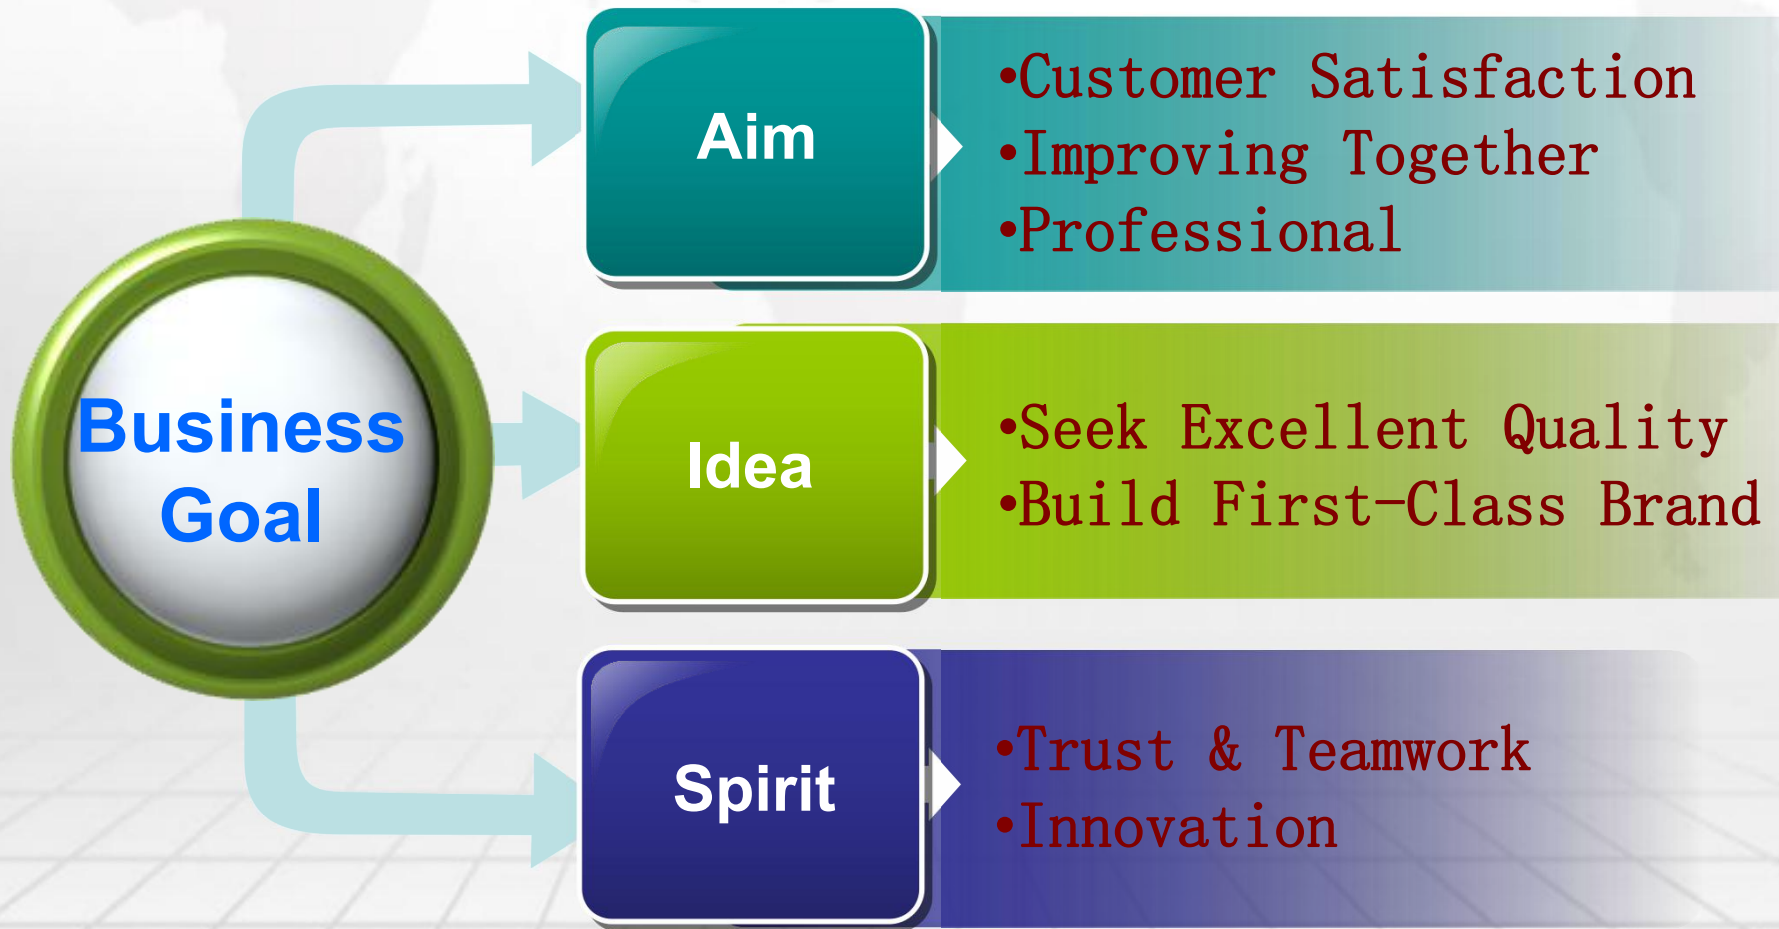 Business
Goal
Aim
•Customer Satisfaction
•Improving Together
•Professional
Idea
•Seek Excellent Quality
•Build First-Class Brand
Spirit
•Trust & Teamwork
•Innovation